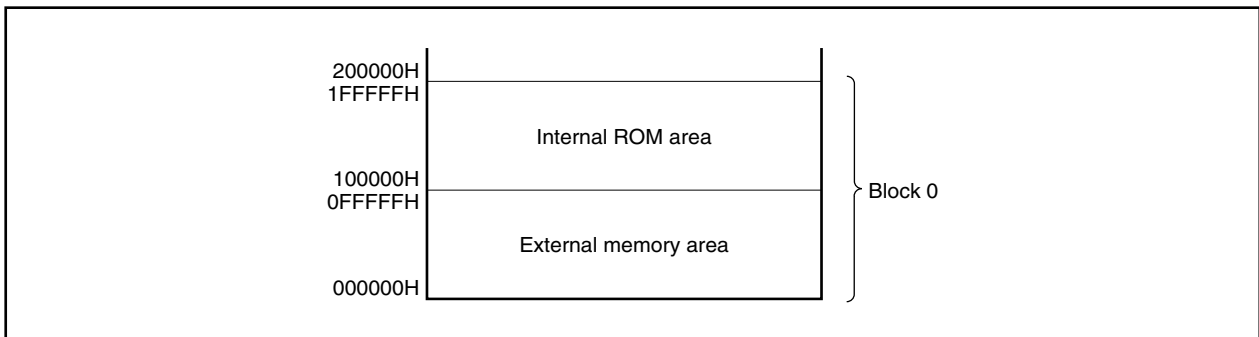 200000H
1FFFFFH
Internal ROM area
100000H
0FFFFFH
Block 0
External memory area
000000H